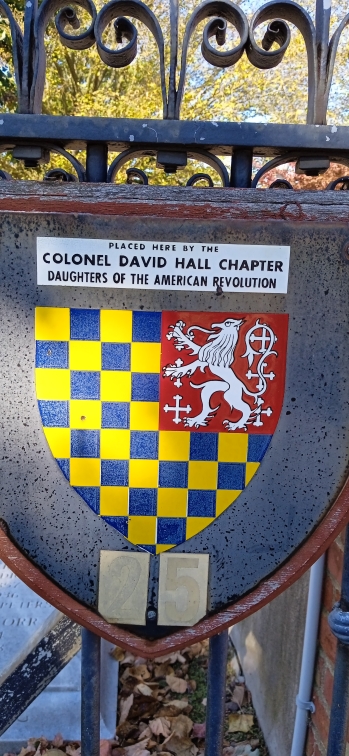 PLACED HERE BY THE
COLONEL DAVID HALL CHAPTER
DAUGHTERS OF THE AMERICAN REVOLUTION
25